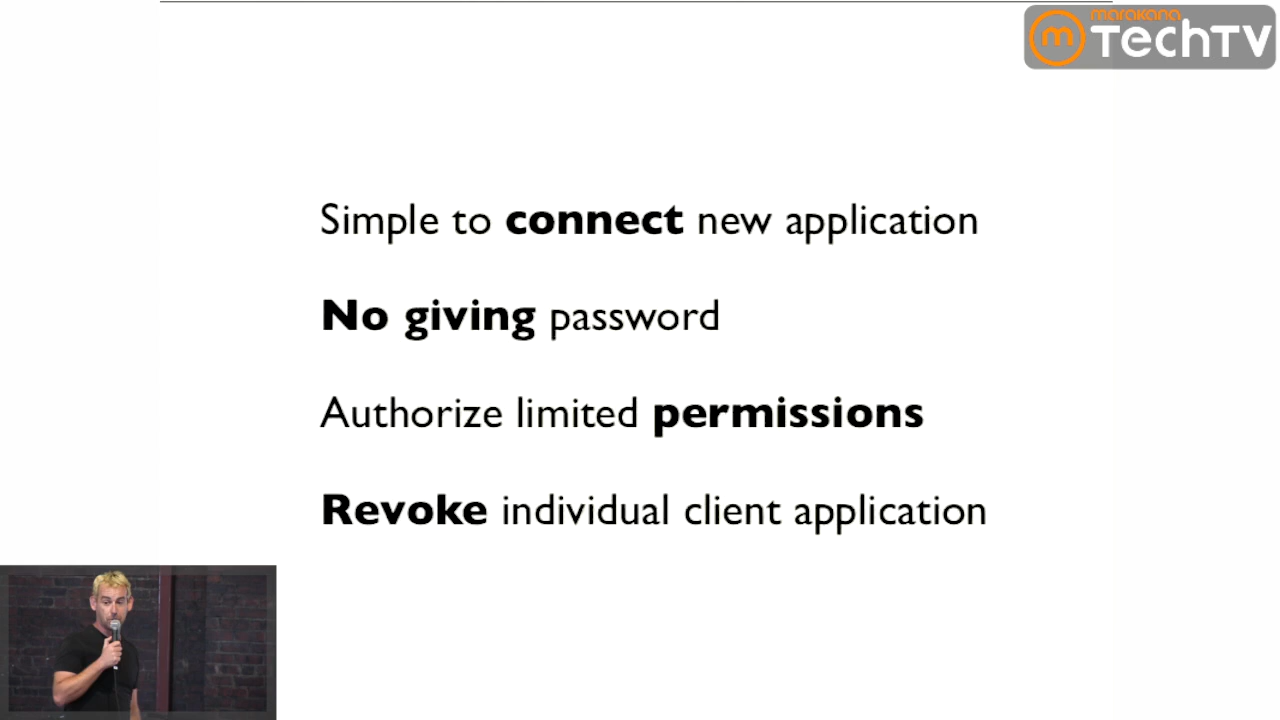 marakana
m TechTV
Simple to connect new application
No giving password
Authorize limited permissions
Revoke individual client application